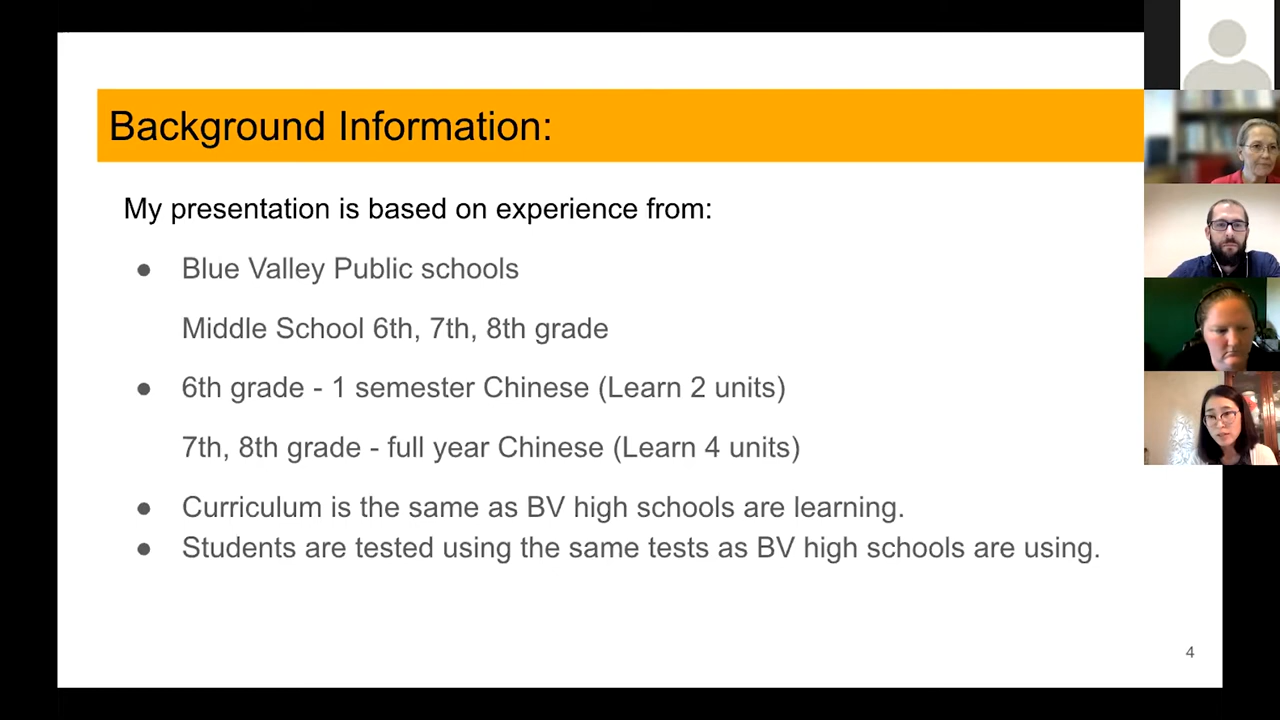 Background Information:
My presentation is based on experience from:
● Blue Valley Public schools
Middle School 6th, 7th, 8th grade
● 6th grade - 1 semester Chinese (Learn 2 units)
7th, 8th grade - full year Chinese (Learn 4 units)
● Curriculum is the same as BV high schools are learning.
● Students are tested using the same tests as BV high schools are using.
4